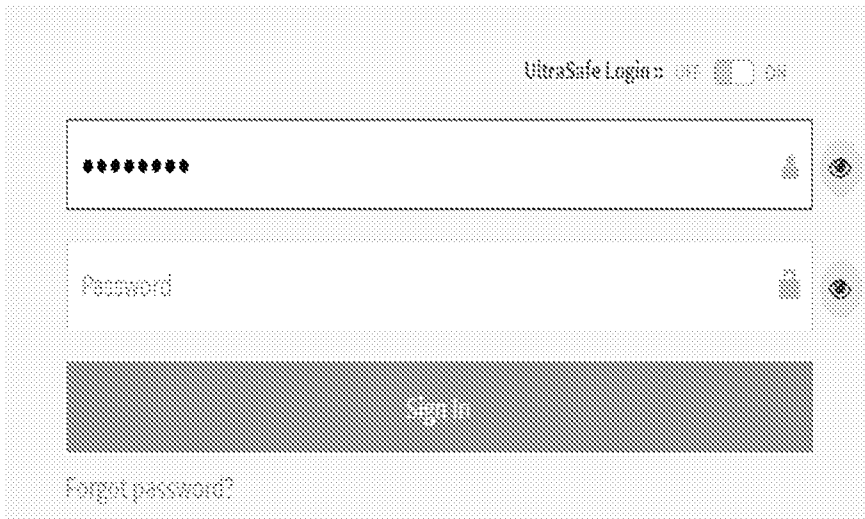 UltraSafe Login :: OFF ON
••••••••
Password
Sign In
Forgot password?